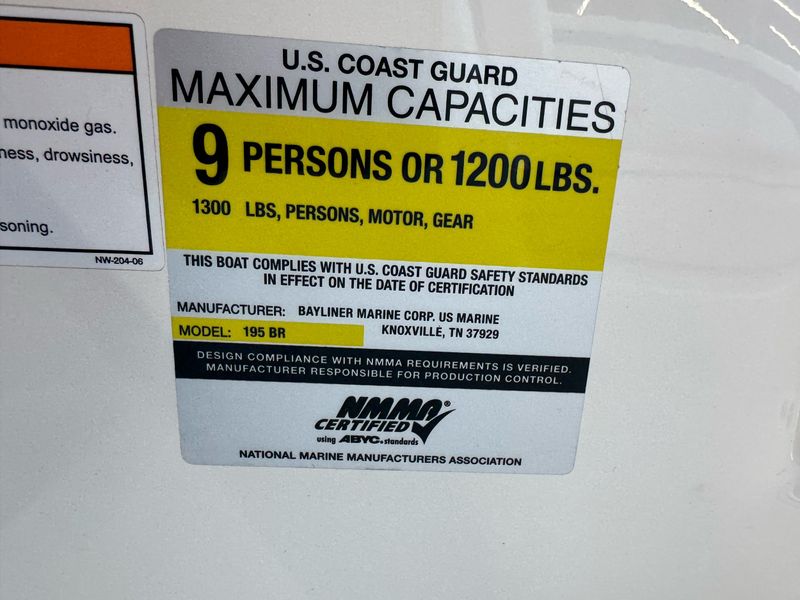 monoxide gas.
ness, drowsiness,
soning.
NW-204-06
U.S. COAST GUARD
MAXIMUM CAPACITIES
9 PERSONS OR 1200 LBS.
1300 LBS, PERSONS, MOTOR, GEAR
THIS BOAT COMPLIES WITH U.S. COAST GUARD SAFETY STANDARDS
IN EFFECT ON THE DATE OF CERTIFICATION
MANUFACTURER: BAYLINER MARINE CORP. US MARINE
MODEL: 195 BR KNOXVILLE, TN 37929
DESIGN COMPLIANCE WITH NMMA REQUIREMENTS IS VERIFIED.
MANUFACTURER RESPONSIBLE FOR PRODUCTION CONTROL.
NMMA®
CERTIFIED
using ABYC® standards
NATIONAL MARINE MANUFACTURERS ASSOCIATION